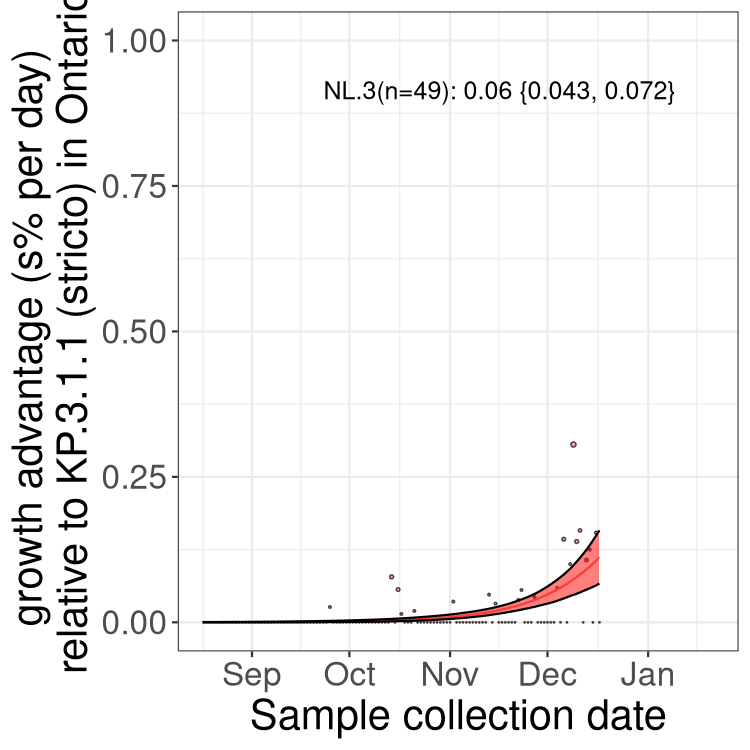 growth advantage (s% per day)
relative to KP.3.1.1 (stricto) in Ontario
1.00
0.75
0.50
0.25
0.00
NL.3(n=49): 0.06 {0.043, 0.072}
Sep Oct Nov Dec Jan
Sample collection date